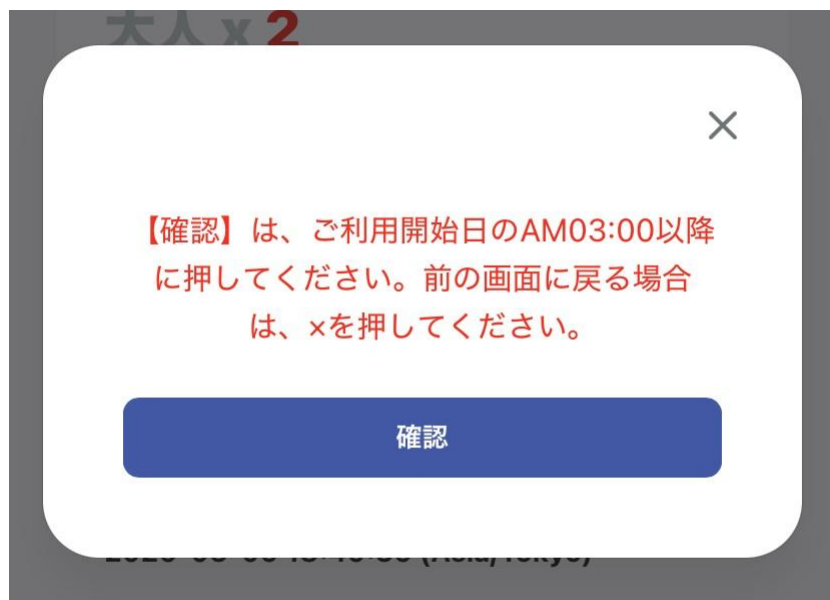 大人 x 2
【確認】は、ご利用開始日のAM03:00以降
に押してください。前の画面に戻る場合
は、×を押してください。
確認
(Asia/Tokyo)